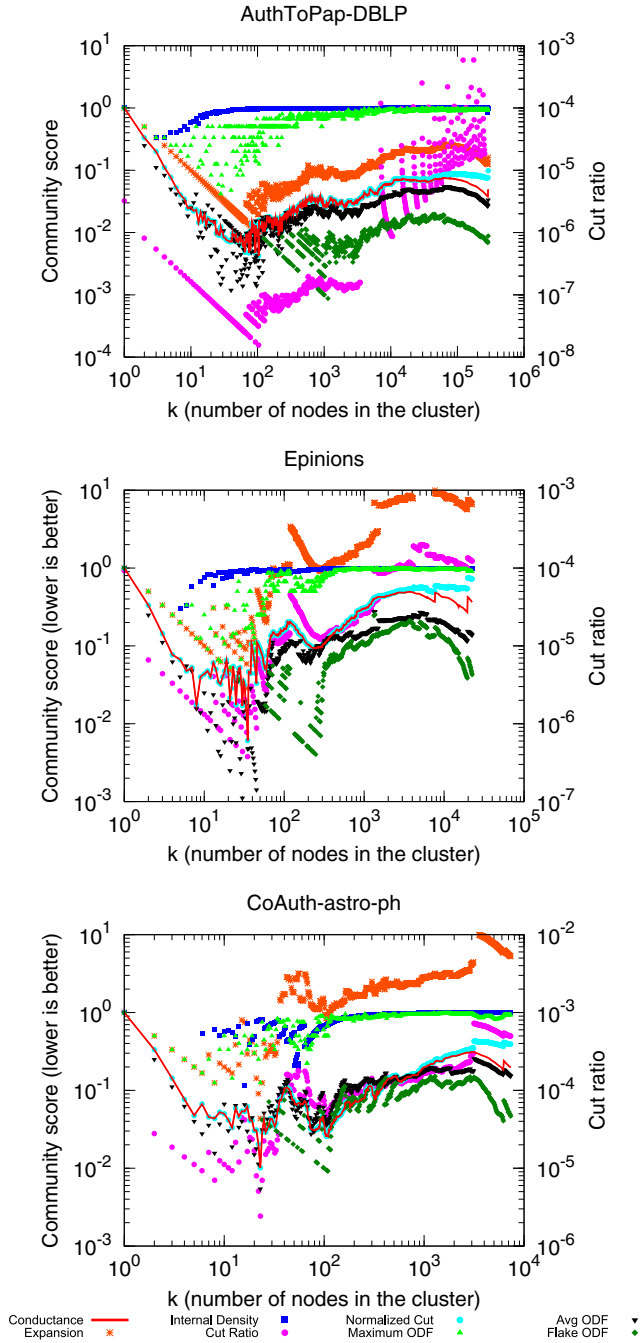 AuthToPap-DBLP
10^1
10^0
10^-1
10^-2
10^-3
10^-4
Community score
10^-3
10^-4
10^-5
10^-6
10^-7
10^-8
Cut ratio
10^0 10^1 10^2 10^3 10^4 10^5 10^6
k (number of nodes in the cluster)
Epinions
10^1
10^0
10^-1
10^-2
10^-3
Community score (lower is better)
10^-3
10^-4
10^-5
10^-6
10^-7
Cut ratio
10^0 10^1 10^2 10^3 10^4 10^5
k (number of nodes in the cluster)
CoAuth-astro-ph
10^1
10^0
10^-1
10^-2
10^-3
Community score (lower is better)
10^-2
10^-3
10^-4
10^-5
10^-6
Cut ratio
10^0 10^1 10^2 10^3 10^4
k (number of nodes in the cluster)
Conductance Internal Density Normalized Cut Avg ODF
Expansion Cut Ratio Maximum ODF Flake ODF